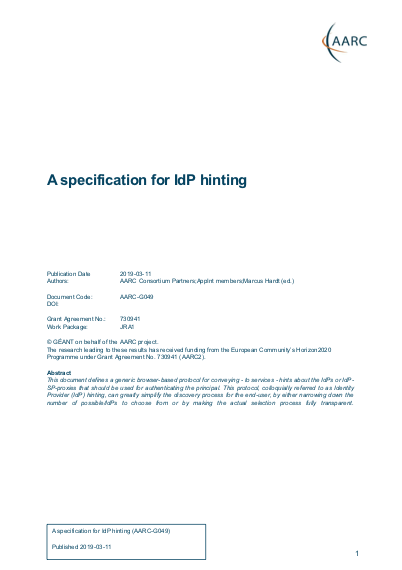 AARC
A specification for IdP hinting
Publication Date 2019-03-11
Authors: AARC Consortium Partners;AppInt members;Marcus Hardt (ed.)
Document Code: AARC-G049
DOI:
Grant Agreement No.: 730941
Work Package: JRA1
© GÉANT on behalf of the AARC project.
The research leading to these results has received funding from the European Community's Horizon2020
Programme under Grant Agreement No. 730941 (AARC2).
Abstract
This document defines a generic browser-based protocol for conveying - to services - hints about the IdPs or IdP-
SP-proxies that should be used for authenticating the principal. This protocol, colloquially referred to as Identity
Provider (IdP) hinting, can greatly simplify the discovery process for the end-user, by either narrowing down the
number of possible IdPs to choose from or by making the actual selection process fully transparent.
A specification for IdP hinting (AARC-G049)
Published 2019-03-11
1